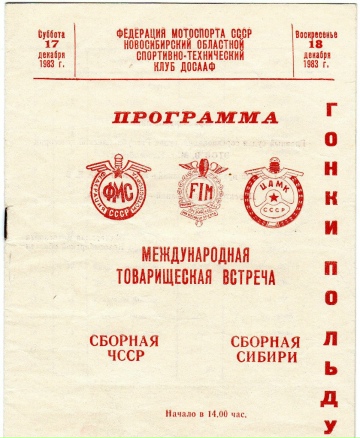 Суббота
17
декабря
1983 г.
ФЕДЕРАЦИЯ МОТОСПОРТА СССР
НОВОСИБИРСКИЙ ОБЛАСТНОЙ
СПОРТИВНО-ТЕХНИЧЕСКИЙ
КЛУБ ДОСААФ
Воскресенье
18
декабря
1983 г.
ПРОГРАММА
ФМС
СССР
FIM
ЦАМК
СССР
МЕЖДУНАРОДНАЯ
ТОВАРИЩЕСКАЯ ВСТРЕЧА
СБОРНАЯ
ЧССР
СБОРНАЯ
СИБИРИ
Начало в 14.00 час.
ГОНКИ ПО ЛЬДУ